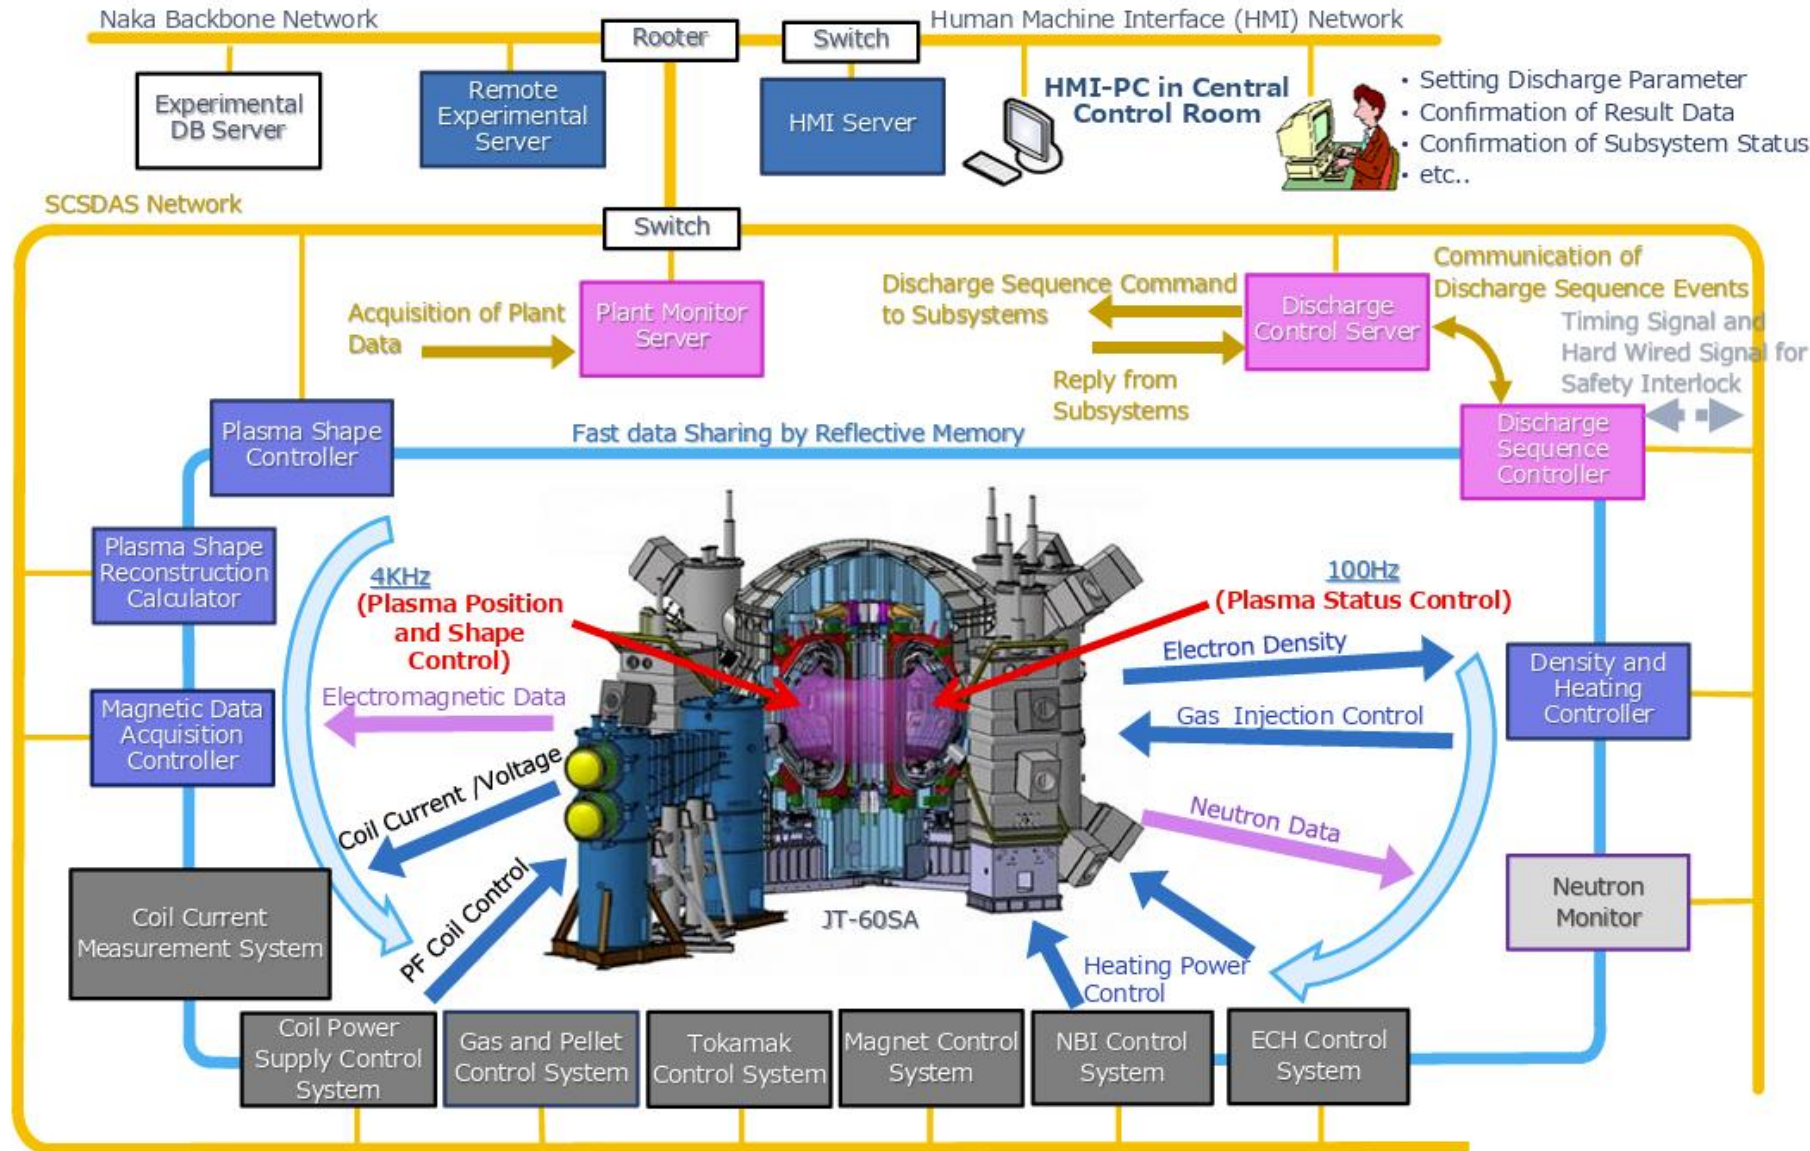 Naka Backbone Network
Rooter
Switch
Human Machine Interface (HMI) Network
Experimental
DB Server
Remote
Experimental
Server
HMI Server
HMI-PC in Central
Control Room
• Setting Discharge Parameter
• Confirmation of Result Data
• Confirmation of Subsystem Status
• etc..
SCSDAS Network
Switch
Acquisition of Plant
Data
Plant Monitor
Server
Discharge Sequence Command
to Subsystems
Reply from
Subsystems
Discharge
Control Server
Communication of
Discharge Sequence Events
Timing Signal and
Hard Wired Signal for
Safety Interlock
Plasma Shape
Controller
Fast data Sharing by Reflective Memory
Discharge
Sequence
Controller
Plasma Shape
Reconstruction
Calculator
4KHz
(Plasma Position
and Shape
Control)
100Hz
(Plasma Status Control)
Magnetic Data
Acquisition
Controller
Electromagnetic Data
Electron Density
Gas Injection Control
Density and
Heating
Controller
Coil Current /Voltage
Neutron Data
Coil Current
Measurement System
PF Coil Control
JT-60SA
Heating Power
Control
Neutron
Monitor
Coil Power
Supply Control
System
Gas and Pellet
Control System
Tokamak
Control System
Magnet Control
System
NBI Control
System
ECH Control
System